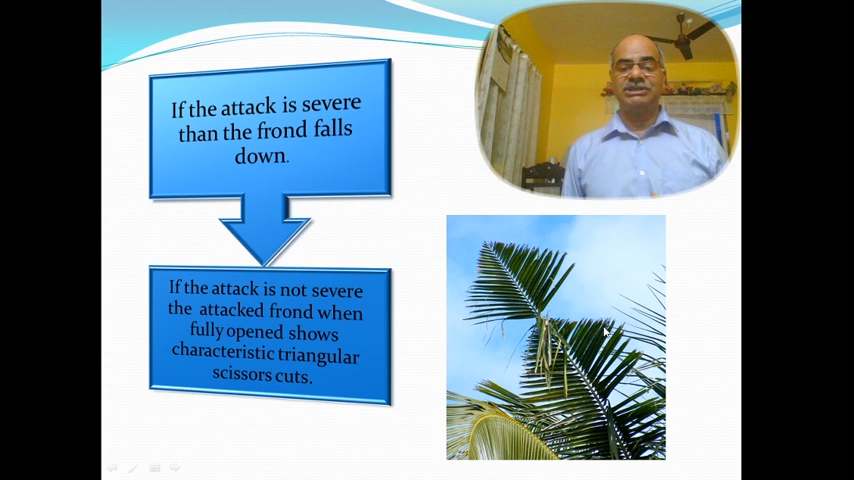 If the attack is severe
than the frond falls
down.
If the attack is not severe
the attacked frond when
fully opened shows
characteristic triangular
scissors cuts.